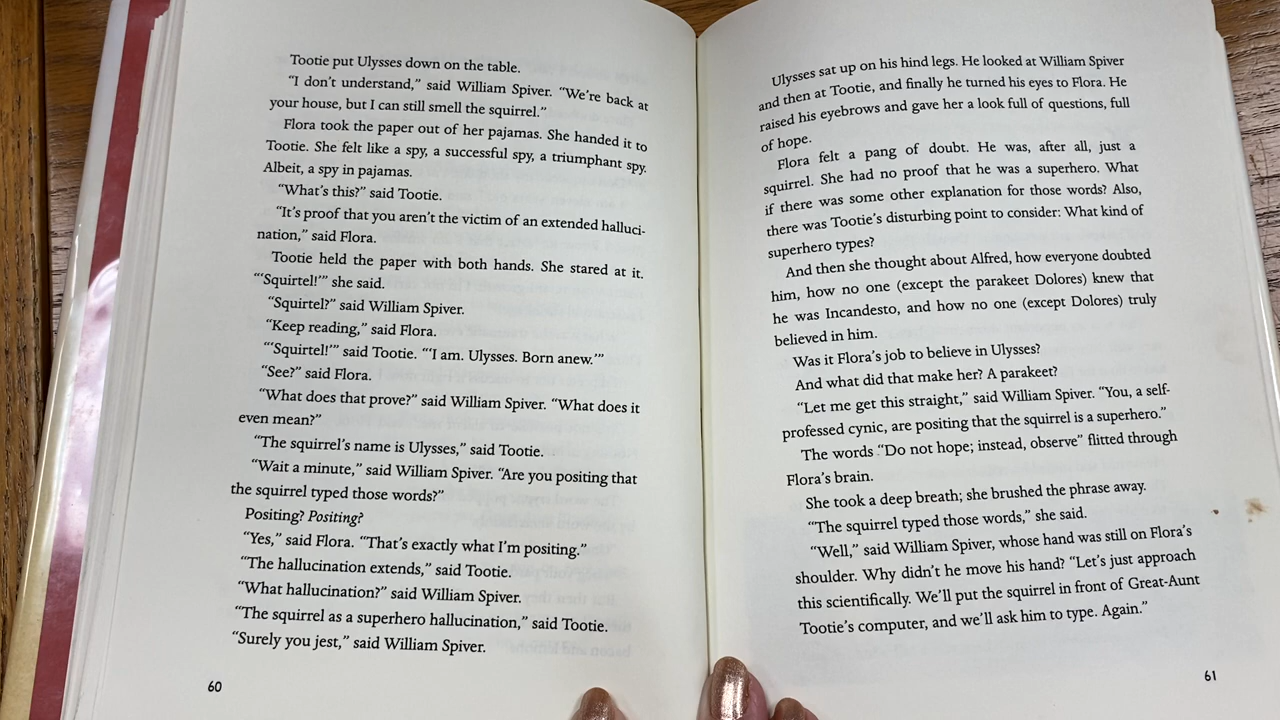 Tootie put Ulysses down on the table.
"I don't understand," said William Spiver. "We're back at
your house, but I can still smell the squirrel."
Flora took the paper out of her pajamas. She handed it to
Tootie. She felt like a spy, a successful spy, a triumphant spy.
Albeit, a spy in pajamas.
"What's this?" said Tootie.
"It's proof that you aren't the victim of an extended halluci-
nation," said Flora.
Tootie held the paper with both hands. She stared at it.
"'Squirtel!'" she said.
"Squirtel?" said William Spiver.
"Keep reading," said Flora.
"'Squirtel!'" said Tootie. "'I am. Ulysses. Born anew.'"
"See?" said Flora.
"What does that prove?" said William Spiver. "What does it
even mean?"
"The squirrel's name is Ulysses," said Tootie.
"Wait a minute," said William Spiver. "Are you positing that
the squirrel typed those words?"
Positing? Positing?
"Yes," said Flora. "That's exactly what I'm positing."
"The hallucination extends," said Tootie.
"What hallucination?" said William Spiver.
"The squirrel as a superhero hallucination," said Tootie.
"Surely you jest," said William Spiver.
60
Ulysses sat up on his hind legs. He looked at William Spiver
and then at Tootie, and finally he turned his eyes to Flora. He
raised his eyebrows and gave her a look full of questions, full
of hope.
Flora felt a pang of doubt. He was, after all, just a
squirrel. She had no proof that he was a superhero. What
if there was some other explanation for those words? Also,
there was Tootie's disturbing point to consider: What kind of
superhero types?
And then she thought about Alfred, how everyone doubted
him, how no one (except the parakeet Dolores) knew that
he was Incandesto, and how no one (except Dolores) truly
believed in him.
Was it Flora's job to believe in Ulysses?
And what did that make her? A parakeet?
"Let me get this straight," said William Spiver. "You, a self-
professed cynic, are positing that the squirrel is a superhero."
The words "Do not hope; instead, observe" flitted through
Flora's brain.
She took a deep breath; she brushed the phrase away.
"The squirrel typed those words," she said.
"Well," said William Spiver, whose hand was still on Flora's
shoulder. Why didn't he move his hand? "Let's just approach
this scientifically. We'll put the squirrel in front of Great-Aunt
Tootie's computer, and we'll ask him to type. Again."
61